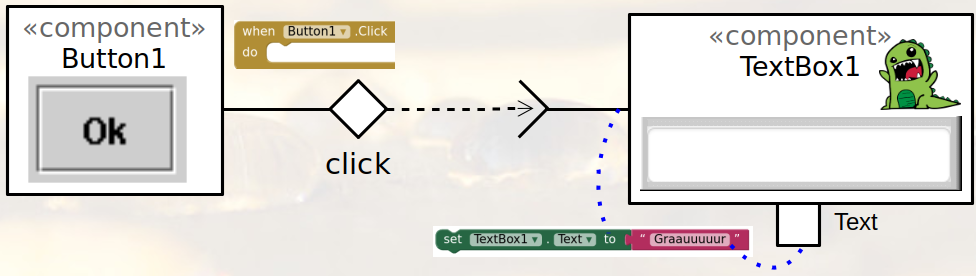 «component»
Button1
Ok
when Button1 .Click
do
click
«component»
TextBox1
Text
set TextBox1 . Text to “ Graauuuuur ”